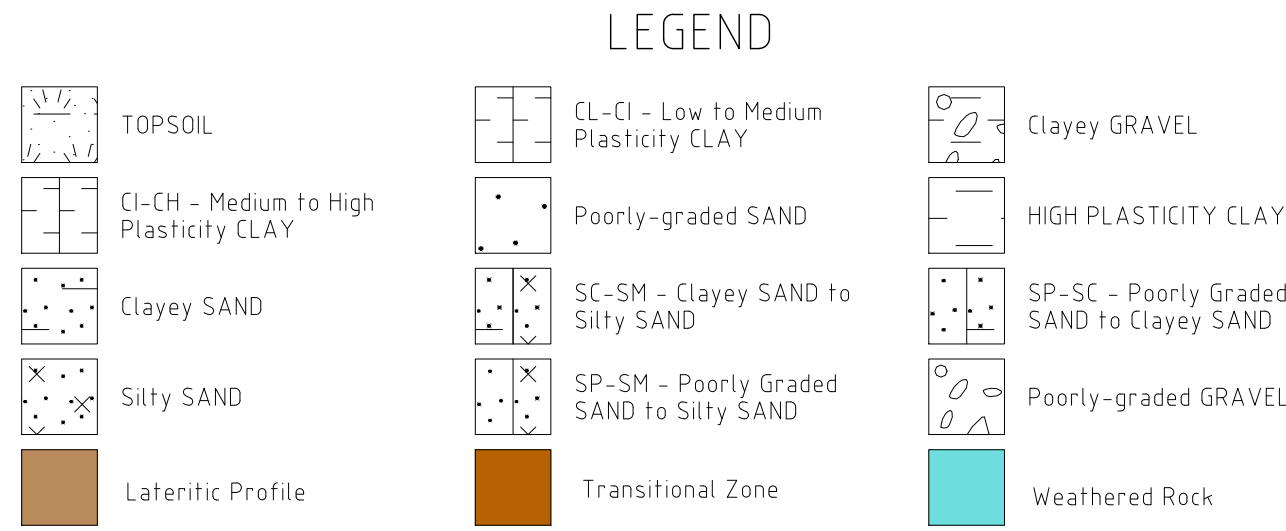 LEGEND
TOPSOIL
CL-CI - Low to Medium
Plasticity CLAY
Clayey GRAVEL
CI-CH - Medium to High
Plasticity CLAY
Poorly-graded SAND
HIGH PLASTICITY CLAY
Clayey SAND
SC-SM - Clayey SAND to
Silty SAND
SP-SC - Poorly Graded
SAND to Clayey SAND
Silty SAND
SP-SM - Poorly Graded
SAND to Silty SAND
Poorly-graded GRAVEL
Lateritic Profile
Transitional Zone
Weathered Rock